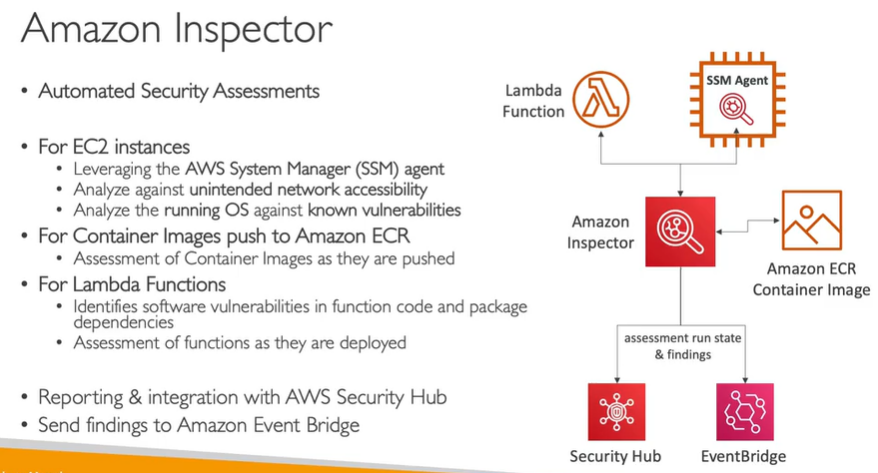 Amazon Inspector
• Automated Security Assessments
• For EC2 instances
• Leveraging the AWS System Manager (SSM) agent
• Analyze against unintended network accessibility
• Analyze the running OS against known vulnerabilities
• For Container Images push to Amazon ECR
• Assessment of Container Images as they are pushed
• For Lambda Functions
• Identifies software vulnerabilities in function code and package
dependencies
• Assessment of functions as they are deployed
• Reporting & integration with AWS Security Hub
• Send findings to Amazon Event Bridge
Lambda
Function
SSM Agent
Amazon
Inspector
Amazon ECR
Container Image
assessment run state
& findings
Security Hub
EventBridge